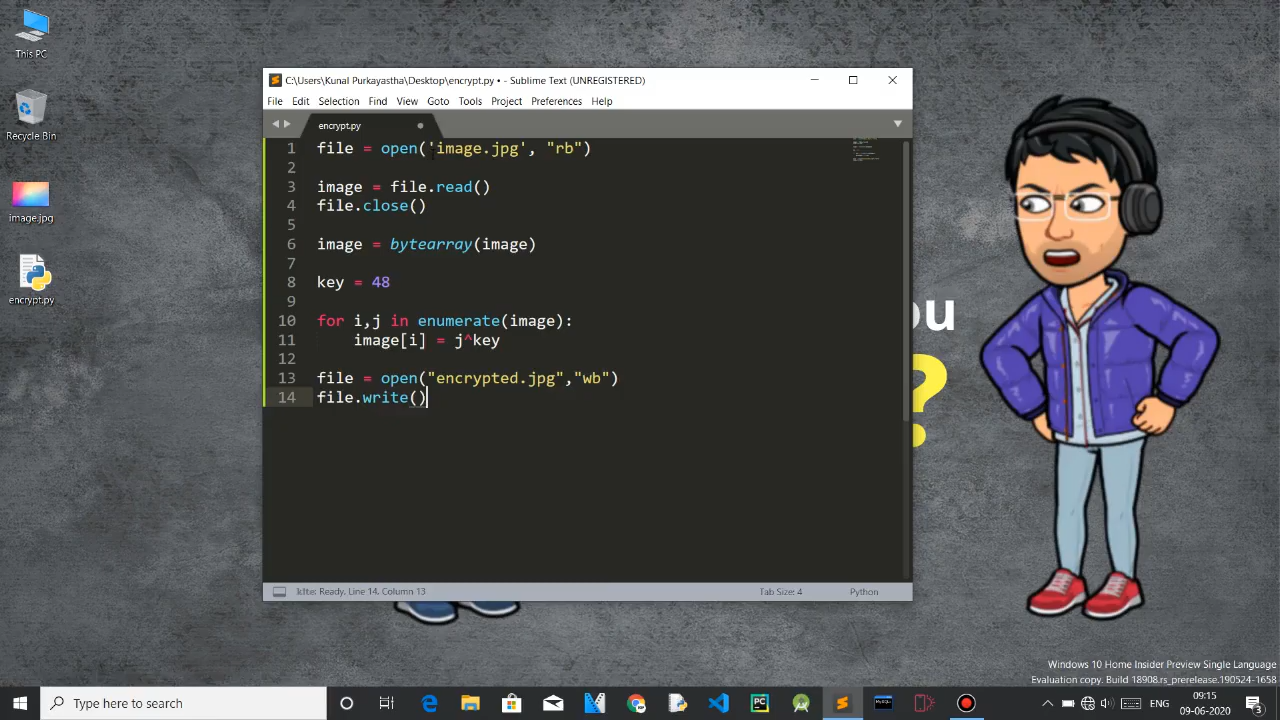 This PC
Recycle Bin
image.jpg
encrypt.py
C:\Users\Kunal Purkayastha\Desktop\encrypt.py • - Sublime Text (UNREGISTERED)
File Edit Selection Find View Goto Tools Project Preferences Help
encrypt.py
1 file = open('image.jpg', "rb")
2
3 image = file.read()
4 file.close()
5
6 image = bytearray(image)
7
8 key = 48
9
10 for i,j in enumerate(image):
11 image[i] = j^key
12
13 file = open("encrypted.jpg","wb")
14 file.write()
ou
?
Ready. Line 14, Column 13
Tab Size: 4 Python
Windows 10 Home Insider Preview Single Language
Evaluation copy. Build 18908.rs_prerelease.190524-1658
Type here to search
PC
MySQL
ENG
09:15
09-06-2020
3